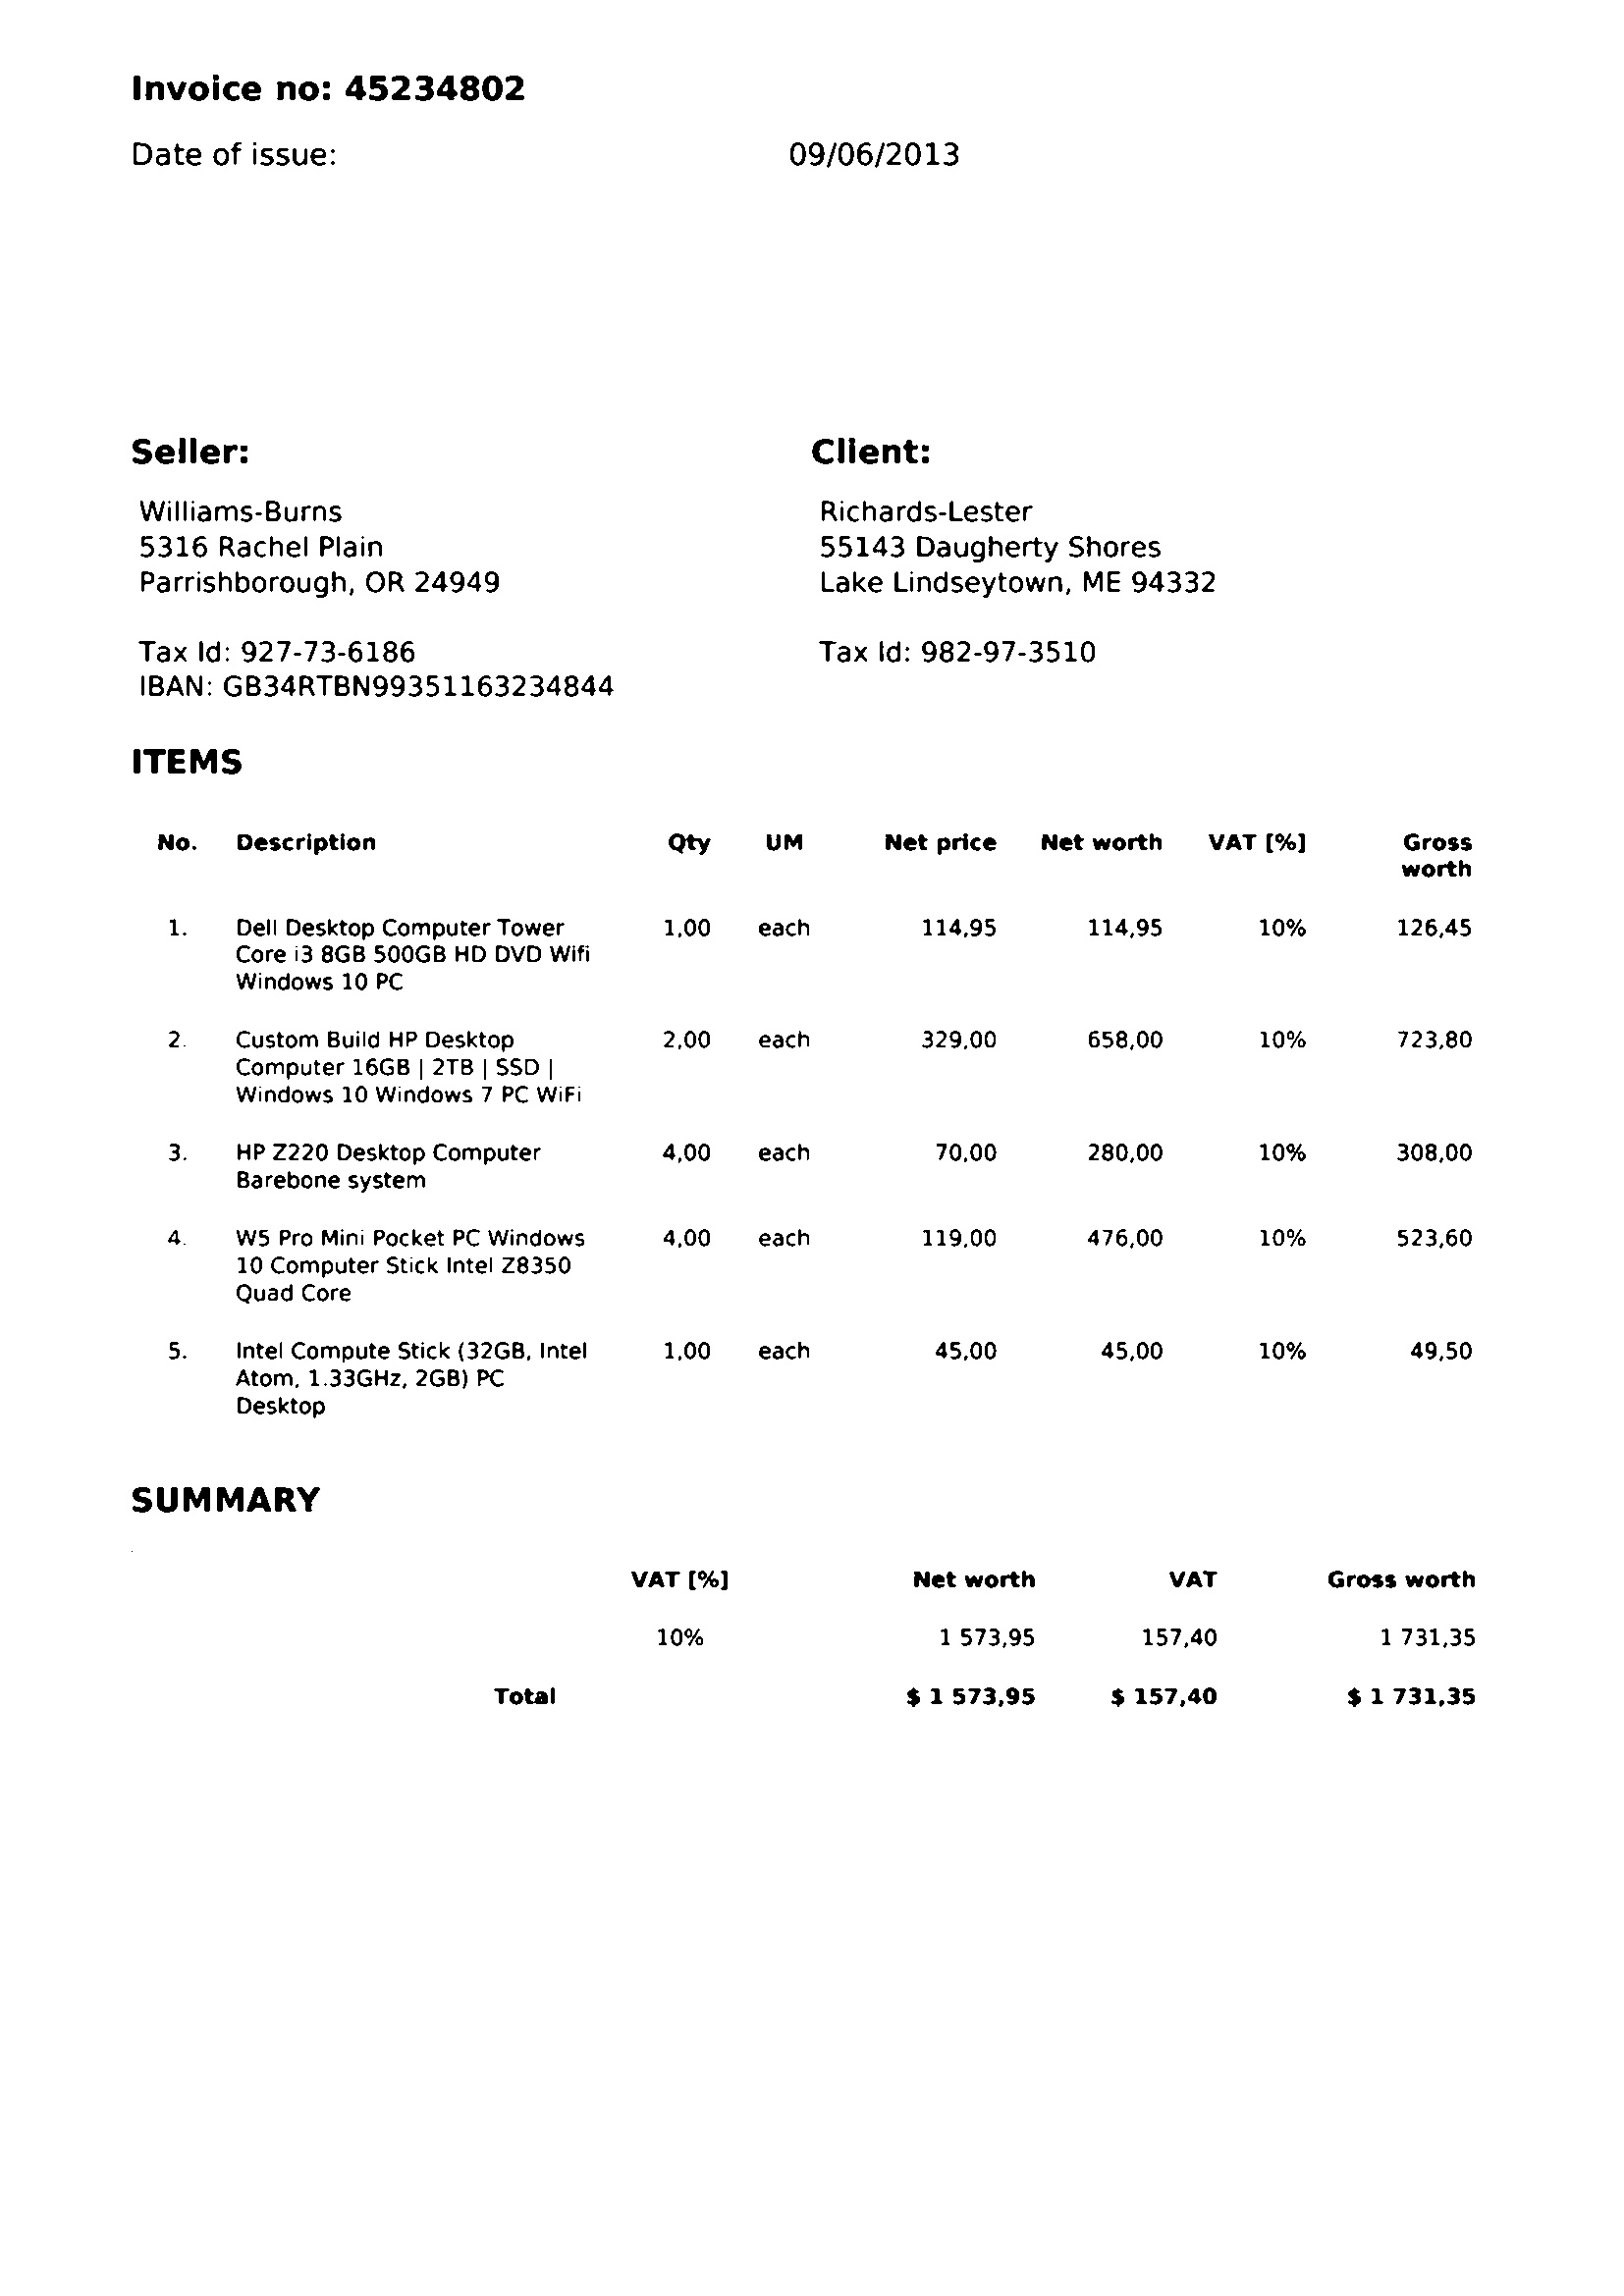 Invoice no: 45234802
Date of issue: 09/06/2013
Seller:
Williams-Burns
5316 Rachel Plain
Parrishborough, OR 24949
Tax Id: 927-73-6186
IBAN: GB34RTBN99351163234844
Client:
Richards-Lester
55143 Daugherty Shores
Lake Lindseytown, ME 94332
Tax Id: 982-97-3510
ITEMS
No. Description Qty UM Net price Net worth VAT [%] Gross
worth
1. Dell Desktop Computer Tower 1,00 each 114,95 114,95 10% 126,45
Core i3 8GB 500GB HD DVD Wifi
Windows 10 PC
2. Custom Build HP Desktop 2,00 each 329,00 658,00 10% 723,80
Computer 16GB | 2TB | SSD |
Windows 10 Windows 7 PC WiFi
3. HP Z220 Desktop Computer 4,00 each 70,00 280,00 10% 308,00
Barebone system
4. W5 Pro Mini Pocket PC Windows 4,00 each 119,00 476,00 10% 523,60
10 Computer Stick Intel Z8350
Quad Core
5. Intel Compute Stick (32GB, Intel 1,00 each 45,00 45,00 10% 49,50
Atom, 1.33GHz, 2GB) PC
Desktop
SUMMARY
VAT [%] Net worth VAT Gross worth
10% 1 573,95 157,40 1 731,35
Total $ 1 573,95 $ 157,40 $ 1 731,35